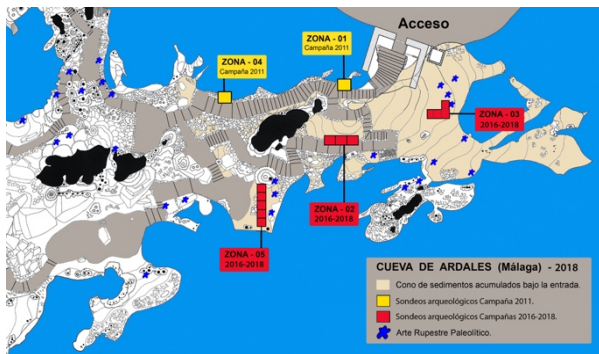 Acceso
ZONA - 01
Campaña 2011
ZONA - 04
Campaña 2011
ZONA - 03
2016-2018
ZONA - 02
2016-2018
ZONA - 05
2016-2018
CUEVA DE ARDALES (Málaga) - 2018
Cono de sedimentos acumulados bajo la entrada.
Sondeos arqueológicos Campaña 2011.
Sondeos arqueológicos Campañas 2016-2018.
Arte Rupestre Paleolítico.